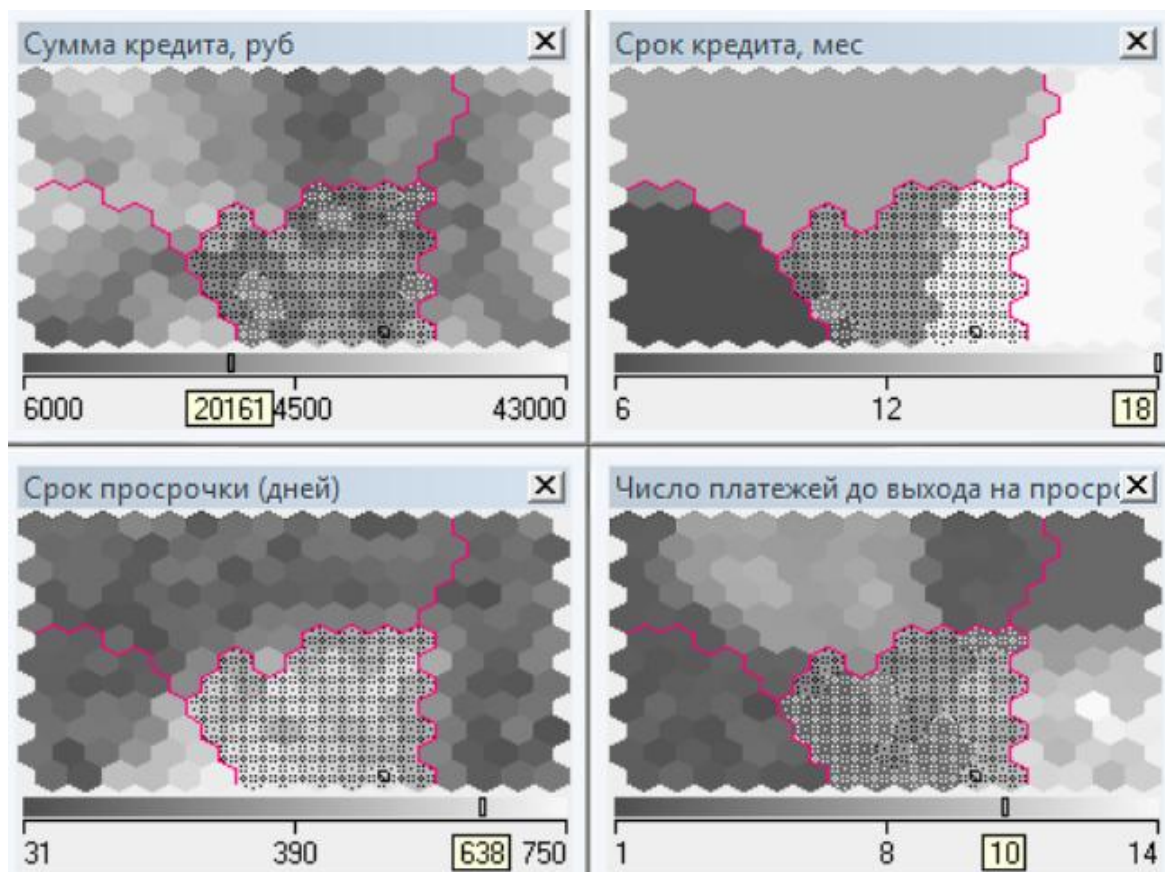 Сумма кредита, руб
6000 20161 4500 43000
Срок кредита, мес
6 12 18
Срок просрочки (дней)
31 390 638 750
Число платежей до выхода на проср
1 8 10 14